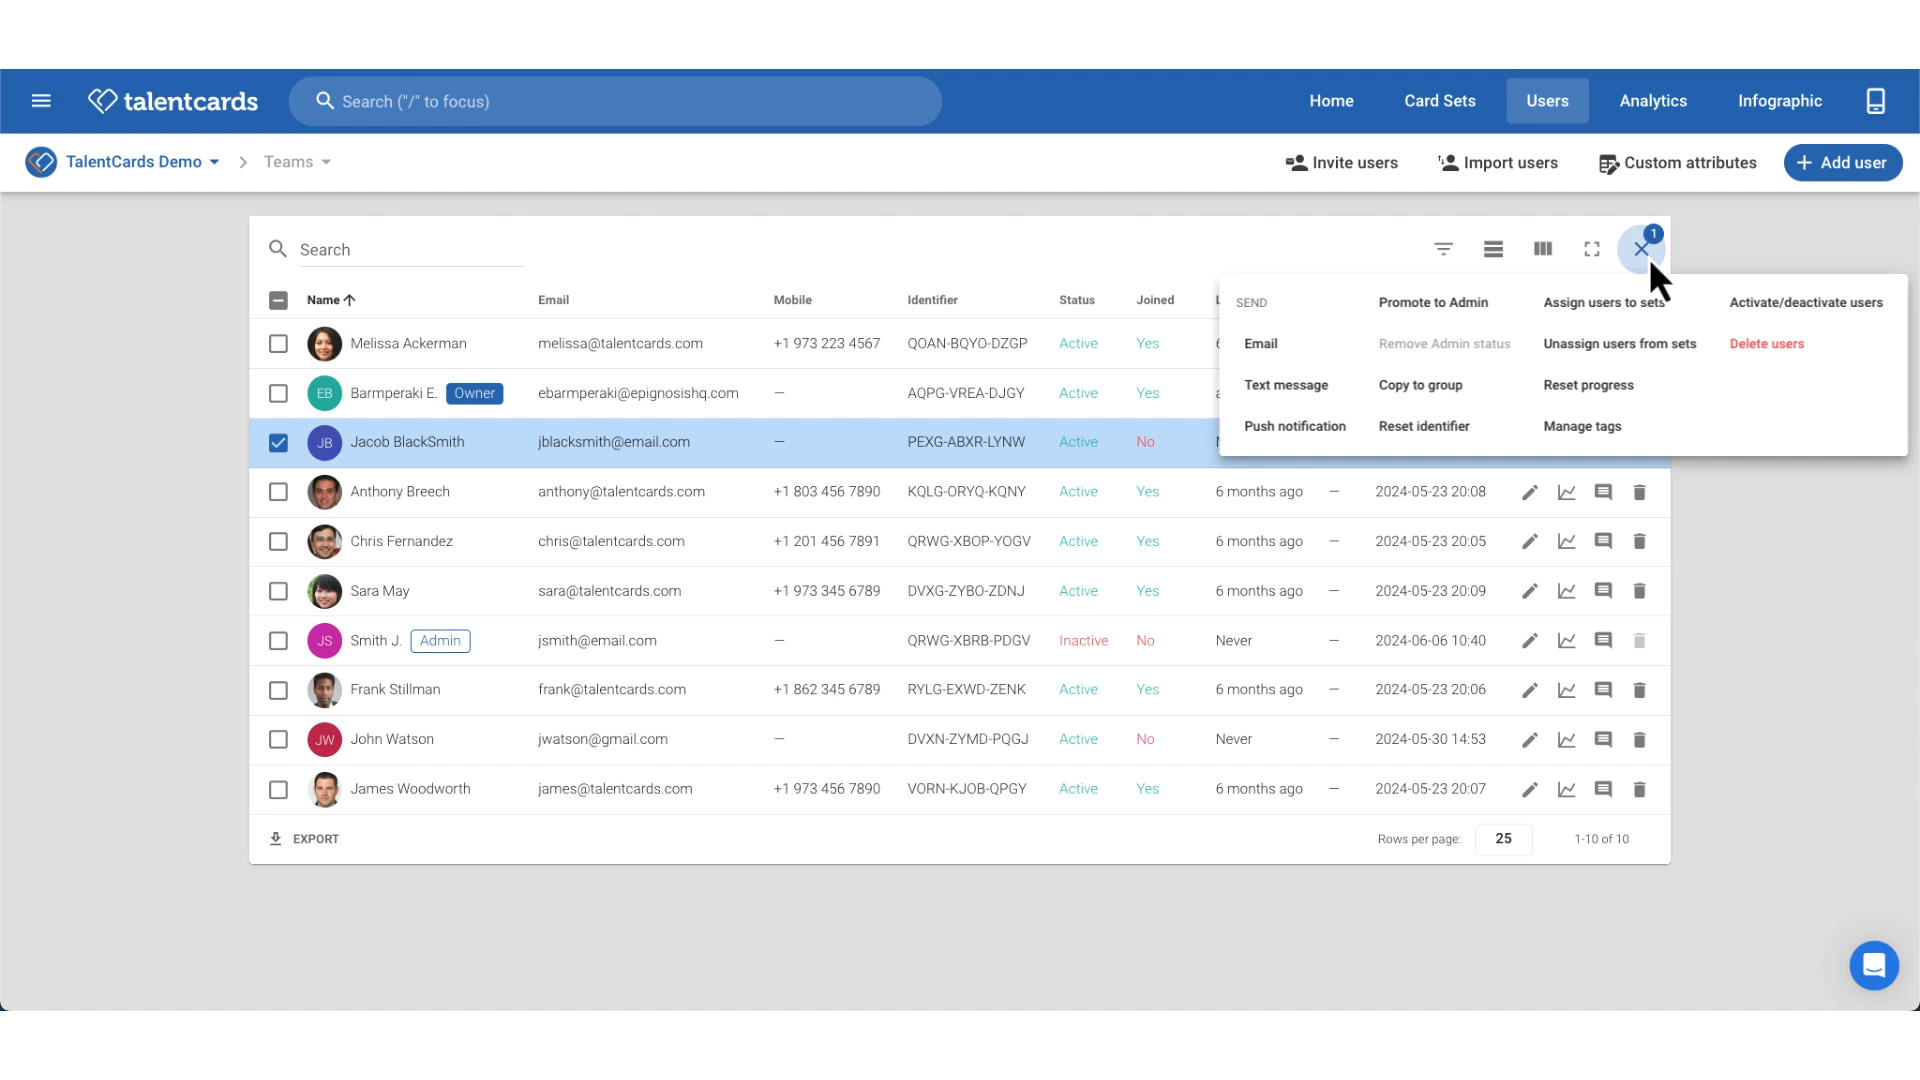 talentcards
Search ("/" to focus)
Home
Card Sets
Users
Analytics
Infographic
TalentCards Demo
Teams
Invite users
Import users
Custom attributes
Add user
Search
1
Name Email Mobile Identifier Status Joined
SEND Promote to Admin Assign users to sets Activate/deactivate users
Email Remove Admin status Unassign users from sets Delete users
Text message Copy to group Reset progress
Push notification Reset identifier Manage tags
Melissa Ackerman melissa@talentcards.com +1 973 223 4567 QOAN-BQYO-DZGP Active Yes
EB Barmperaki E. Owner ebarmperaki@epignosishq.com — AQPG-VREA-DJGY Active Yes
JB Jacob BlackSmith jblacksmith@email.com — PEXG-ABXR-LYNW Active No
Anthony Breech anthony@talentcards.com +1 803 456 7890 KQLG-ORYQ-KQNY Active Yes 6 months ago — 2024-05-23 20:08
Chris Fernandez chris@talentcards.com +1 201 456 7891 QRWG-XBOP-YOGV Active Yes 6 months ago — 2024-05-23 20:05
Sara May sara@talentcards.com +1 973 345 6789 DVXG-ZYBO-ZDNJ Active Yes 6 months ago — 2024-05-23 20:09
JS Smith J. Admin jsmith@email.com — QRWG-XBRB-PDGV Inactive No Never — 2024-06-06 10:40
Frank Stillman frank@talentcards.com +1 862 345 6789 RYLG-EXWD-ZENK Active Yes 6 months ago — 2024-05-23 20:06
JW John Watson jwatson@gmail.com — DVXN-ZYMD-PQGJ Active No Never — 2024-05-30 14:53
James Woodworth james@talentcards.com +1 973 456 7890 VORN-KJOB-QPGY Active Yes 6 months ago — 2024-05-23 20:07
EXPORT
Rows per page: 25 1-10 of 10